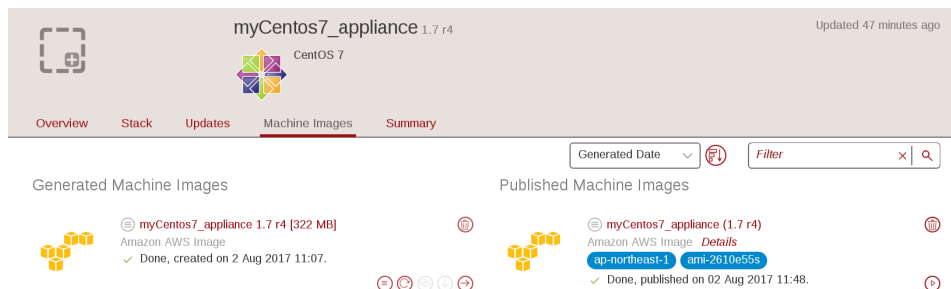 myCentos7_appliance 1.7 r4
Updated 47 minutes ago
CentOS 7
Overview Stack Updates Machine Images Summary
Generated Date
Filter
Generated Machine Images
Published Machine Images
myCentos7_appliance 1.7 r4 [322 MB]
Amazon AWS Image
Done, created on 2 Aug 2017 11:07.
myCentos7_appliance (1.7 r4)
Amazon AWS Image Details
ap-northeast-1 ami-2610e55s
Done, published on 02 Aug 2017 11:48.